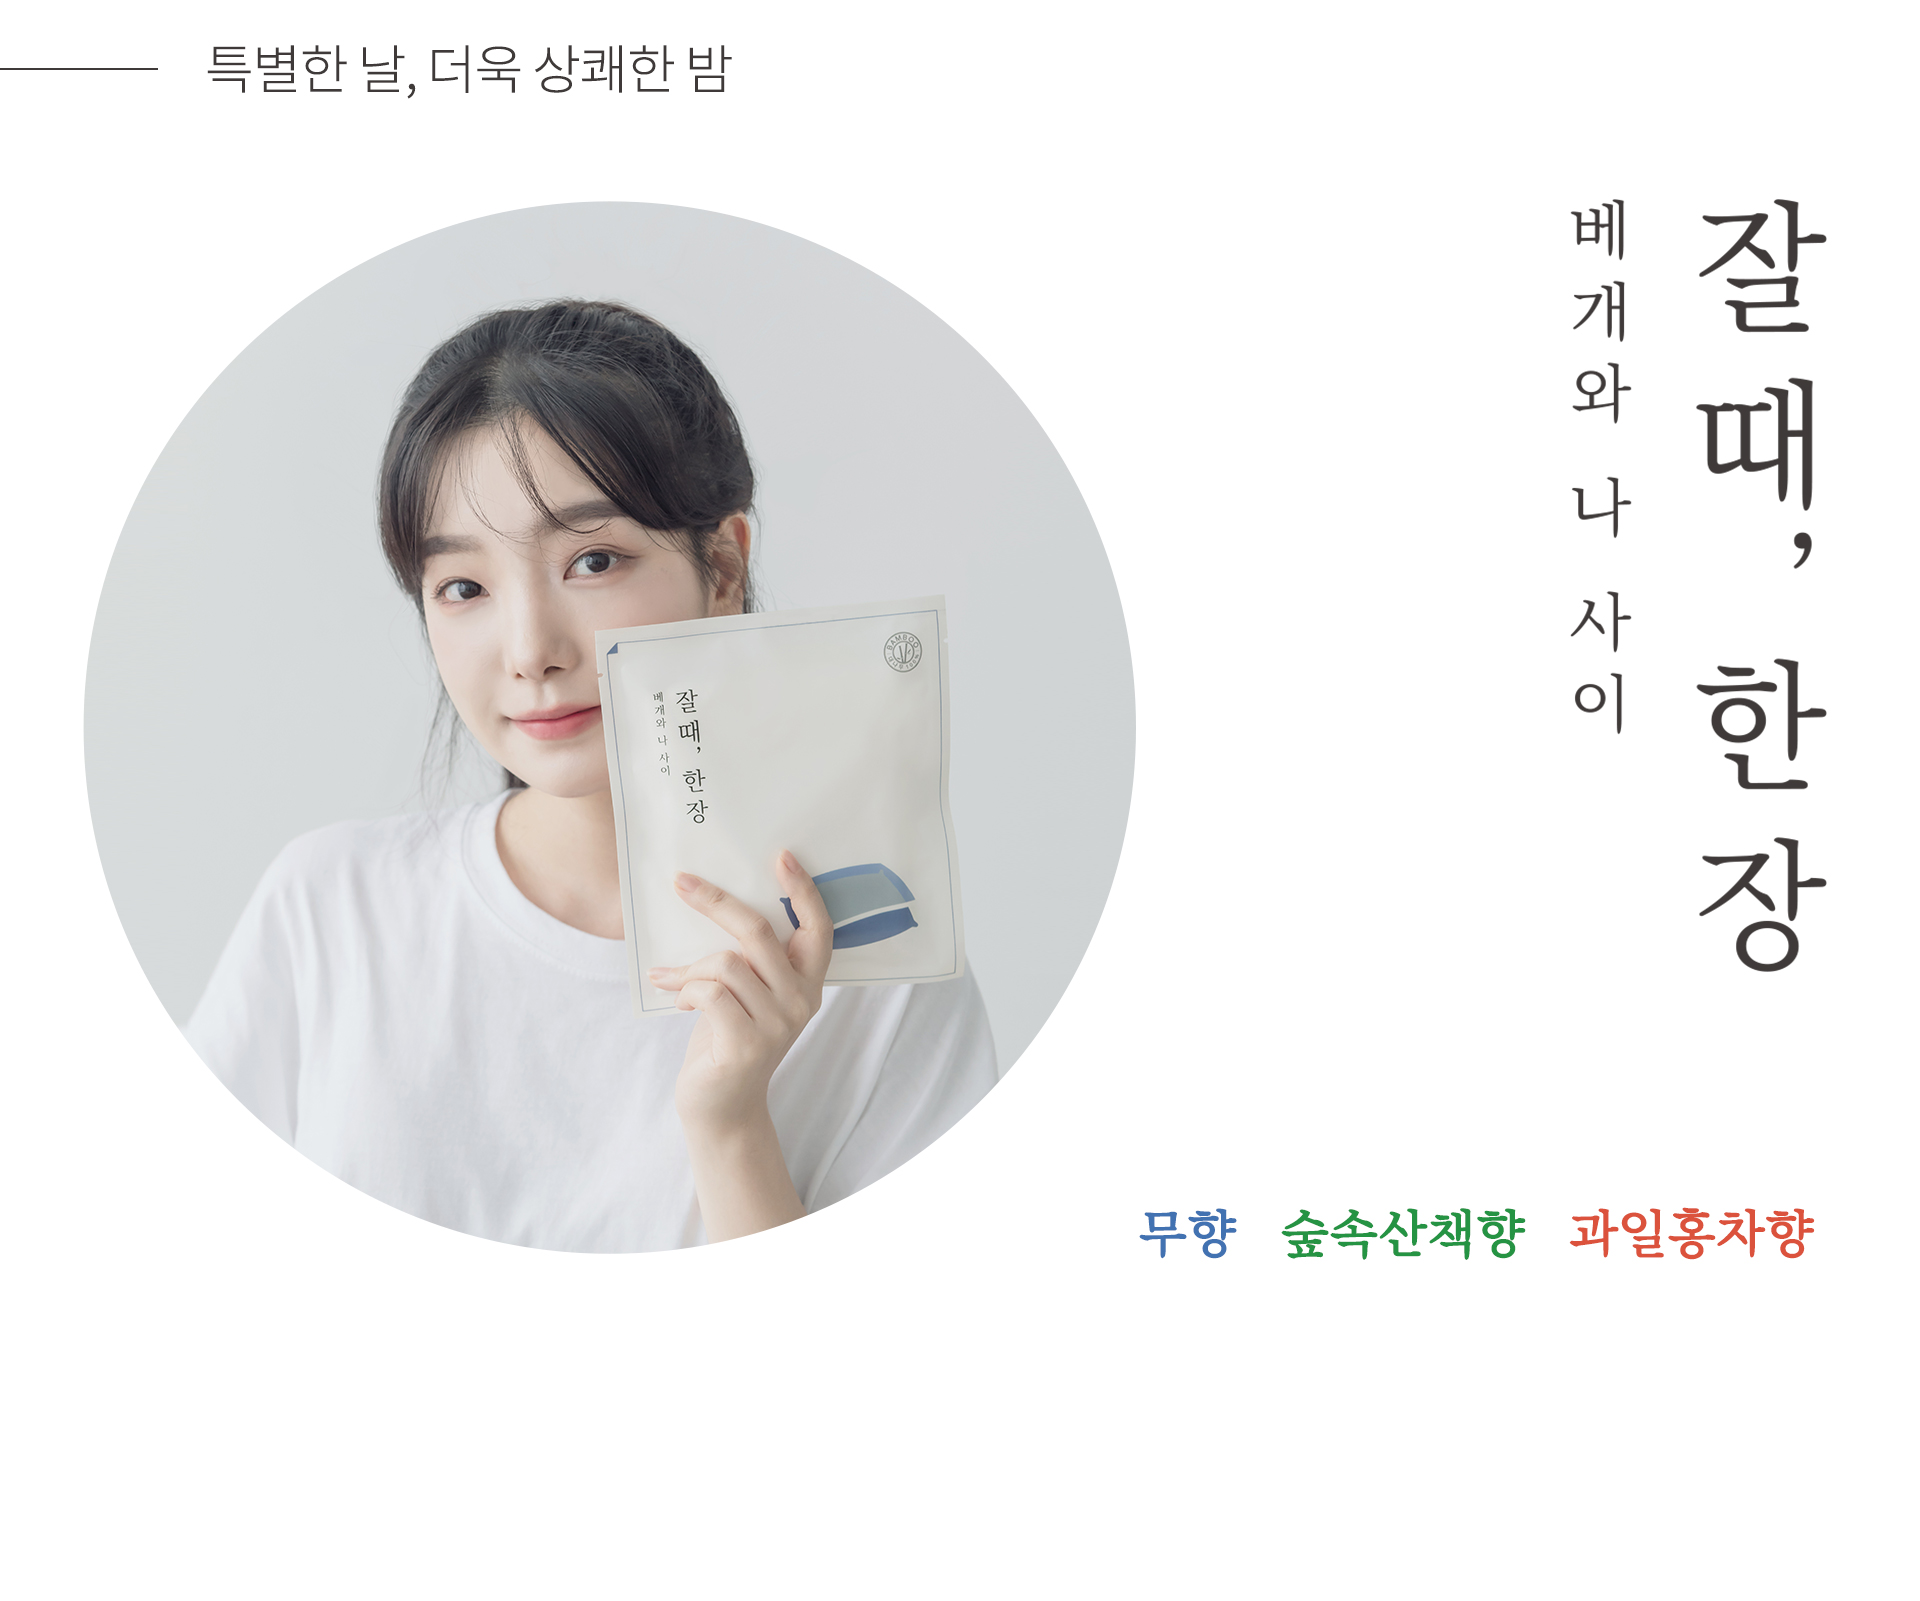 특별한 날, 더욱 상쾌한 밤
잘 때, 한 장
베개와 나 사이
잘 때, 한 장
베개와 나 사이
BAMBOO
무향 숲속산책향 과일홍차향